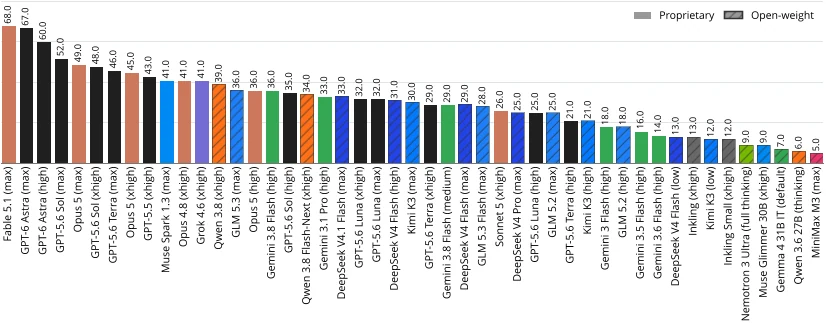 Proprietary
Open-weight
68.0
67.0
60.0
52.0
49.0
48.0
46.0
45.0
43.0
41.0
41.0
41.0
39.0
36.0
36.0
36.0
35.0
34.0
33.0
33.0
32.0
32.0
31.0
30.0
29.0
29.0
29.0
28.0
26.0
25.0
25.0
25.0
21.0
21.0
18.0
18.0
16.0
14.0
13.0
13.0
12.0
12.0
9.0
9.0
7.0
6.0
5.0
Fable 5.1 (max)
GPT-6 Astra (max)
GPT-6 Astra (high)
GPT-5.6 Sol (max)
Opus 5 (max)
GPT-5.6 Sol (xhigh)
GPT-5.6 Terra (max)
Opus 5 (xhigh)
GPT-5.5 (xhigh)
Muse Spark 1.3 (max)
Opus 4.8 (xhigh)
Grok 4.6 (xhigh)
Qwen 3.8 (xhigh)
GLM 5.3 (max)
Opus 5 (high)
Gemini 3.8 Flash (high)
GPT-5.6 Sol (high)
Qwen 3.8 Flash-Next (xhigh)
Gemini 3.1 Pro (high)
DeepSeek V4.1 Flash (max)
GPT-5.6 Luna (xhigh)
GPT-5.6 Luna (max)
DeepSeek V4 Flash (high)
Kimi K3 (max)
GPT-5.6 Terra (xhigh)
Gemini 3.8 Flash (medium)
DeepSeek V4 Flash (max)
GLM 5.3 Flash (max)
Sonnet 5 (xhigh)
DeepSeek V4 Pro (max)
GPT-5.6 Luna (high)
GLM 5.2 (max)
GPT-5.6 Terra (high)
Kimi K3 (high)
Gemini 3 Flash (high)
GLM 5.2 (high)
Gemini 3.5 Flash (high)
Gemini 3.6 Flash (high)
DeepSeek V4 Flash (low)
Inkling (xhigh)
Kimi K3 (low)
Inkling Small (xhigh)
Nemotron 3 Ultra (full thinking)
Muse Glimmer 30B (xhigh)
Gemma 4 31B IT (default)
Qwen 3.6 27B (thinking)
MiniMax M3 (max)